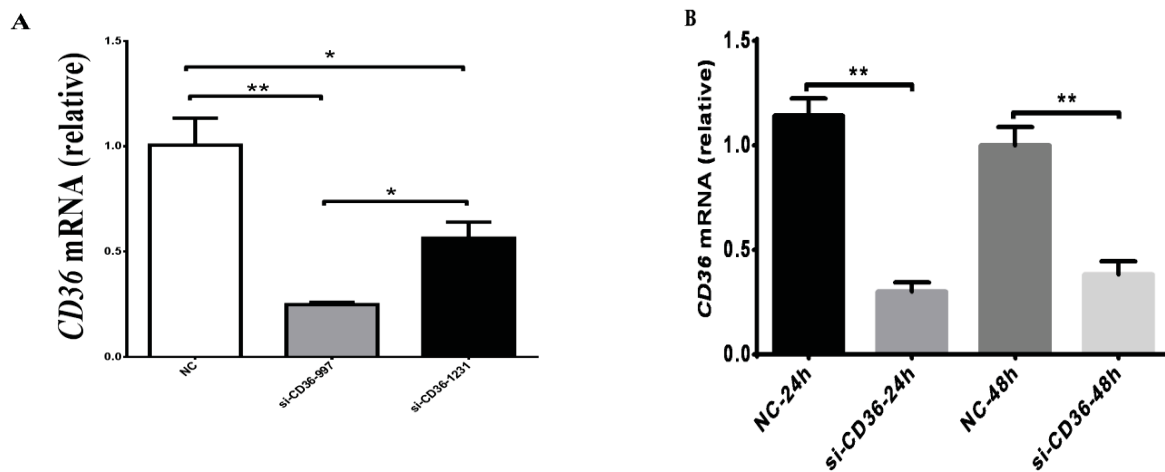 A
CD36 mRNA (relative)
1.5
1.0
0.5
0.0
*
**
*
NC
si-CD36-997
si-CD36-1231
B
CD36 mRNA (relative)
1.5
1.0
0.5
0.0
**
**
NC-24h
si-CD36-24h
NC-48h
si-CD36-48h